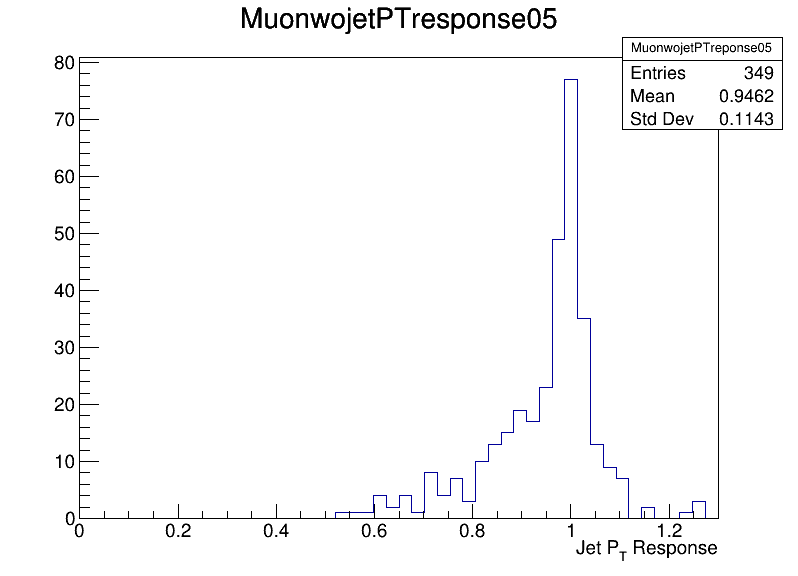 MuonwojetPTresponse05
MuonwojetPTreponse05
Entries 349
Mean 0.9462
Std Dev 0.1143
80
70
60
50
40
30
20
10
0
0 0.2 0.4 0.6 0.8 1 1.2
Jet PT Response